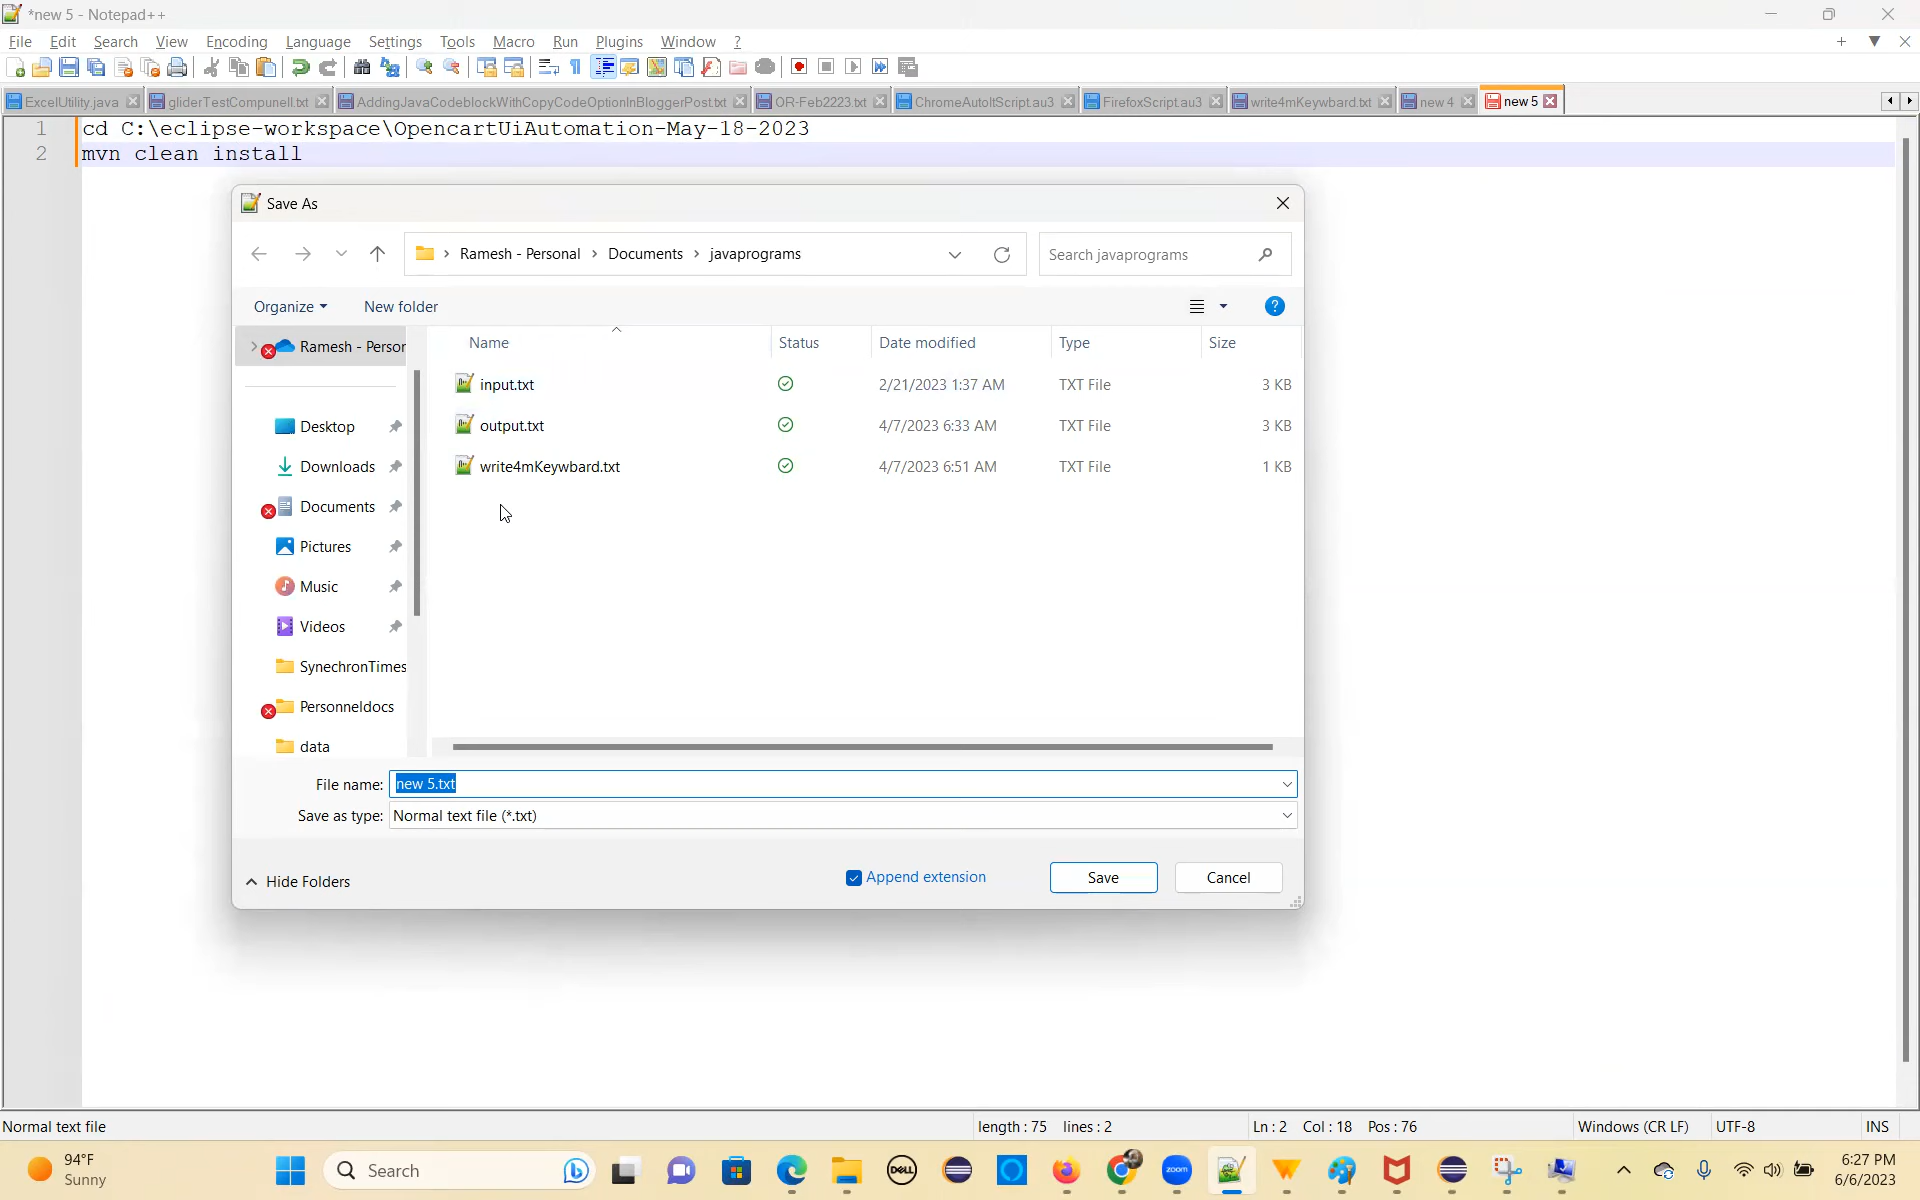 *new 5 - Notepad++
File Edit Search View Encoding Language Settings Tools Macro Run Plugins Window ?
ExcelUtility.java gliderTestCompunell.txt AddingJavaCodeblockWithCopyCodeOptionInBloggerPost.txt OR-Feb2223.txt ChromeAutoItScript.au3 FirefoxScript.au3 write4mKeywbard.txt new 4 new 5
1 cd C:\eclipse-workspace\OpencartUiAutomation-May-18-2023
2 mvn clean install
Save As
Ramesh - Personal > Documents > javaprograms
Search javaprograms
Organize New folder
Ramesh - Person
Name Status Date modified Type Size
input.txt 2/21/2023 1:37 AM TXT File 3 KB
output.txt 4/7/2023 6:33 AM TXT File 3 KB
write4mKeywbard.txt 4/7/2023 6:51 AM TXT File 1 KB
Desktop
Downloads
Documents
Pictures
Music
Videos
SynechronTimes
Personneldocs
data
File name: new 5.txt
Save as type: Normal text file (*.txt)
Hide Folders
Append extension
Save
Cancel
Normal text file length : 75 lines : 2 Ln : 2 Col : 18 Pos : 76 Windows (CR LF) UTF-8 INS
94°F
Sunny
Search
DELL
zoom
6:27 PM
6/6/2023